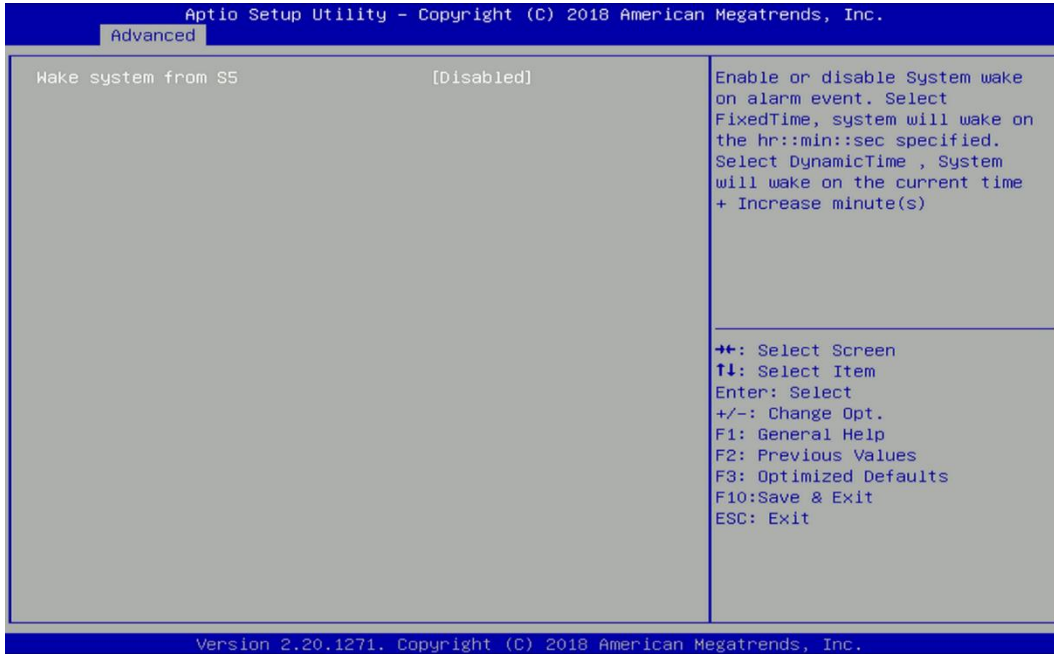 Aptio Setup Utility – Copyright (C) 2018 American Megatrends, Inc.
Advanced
Wake system from S5 [Disabled]
Enable or disable System wake
on alarm event. Select
FixedTime, system will wake on
the hr::min::sec specified.
Select DynamicTime , System
will wake on the current time
+ Increase minute(s)
→←: Select Screen
↑↓: Select Item
Enter: Select
+/-: Change Opt.
F1: General Help
F2: Previous Values
F3: Optimized Defaults
F10:Save & Exit
ESC: Exit
Version 2.20.1271. Copyright (C) 2018 American Megatrends, Inc.